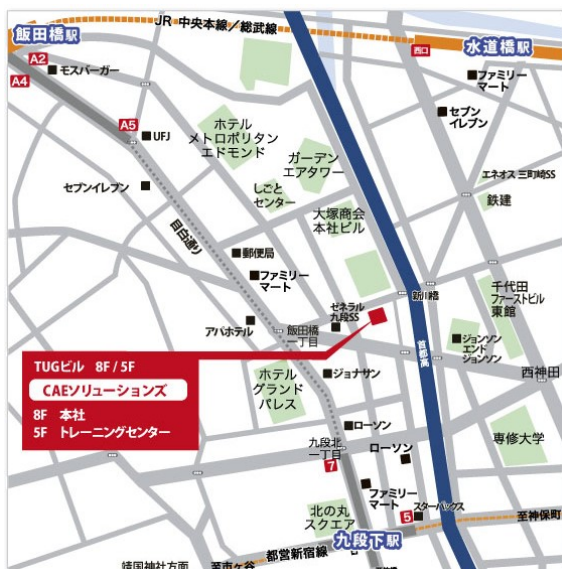 JR 中央本線／総武線
飯田橋駅
水道橋駅
西口
A2
A4
モスバーガー
ファミリー
マート
A5
UFJ
ホテル
メトロポリタン
エドモンド
セブン
イレブン
ガーデン
エアタワー
エネオス 三町崎SS
セブンイレブン
しごと
センター
鉄建
大塚商会
本社ビル
目白通り
郵便局
ファミリー
マート
新川橋
千代田
ファーストビル
東館
ゼネラル
九段SS
アパホテル
飯田橋
一丁目
首都高
ジョンソン
エンド
ジョンソン
TUGビル 8F / 5F
CAEソリューションズ
8F 本社
5F トレーニングセンター
ホテル
グランド
パレス
ジョナサン
西神田
ローソン
九段北
一丁目
7
ローソン
専修大学
ファミリー
マート
北の丸
スクエア
5
スターバックス
至神保町
九段下駅
都営新宿線
至市ヶ谷
靖国神社方面